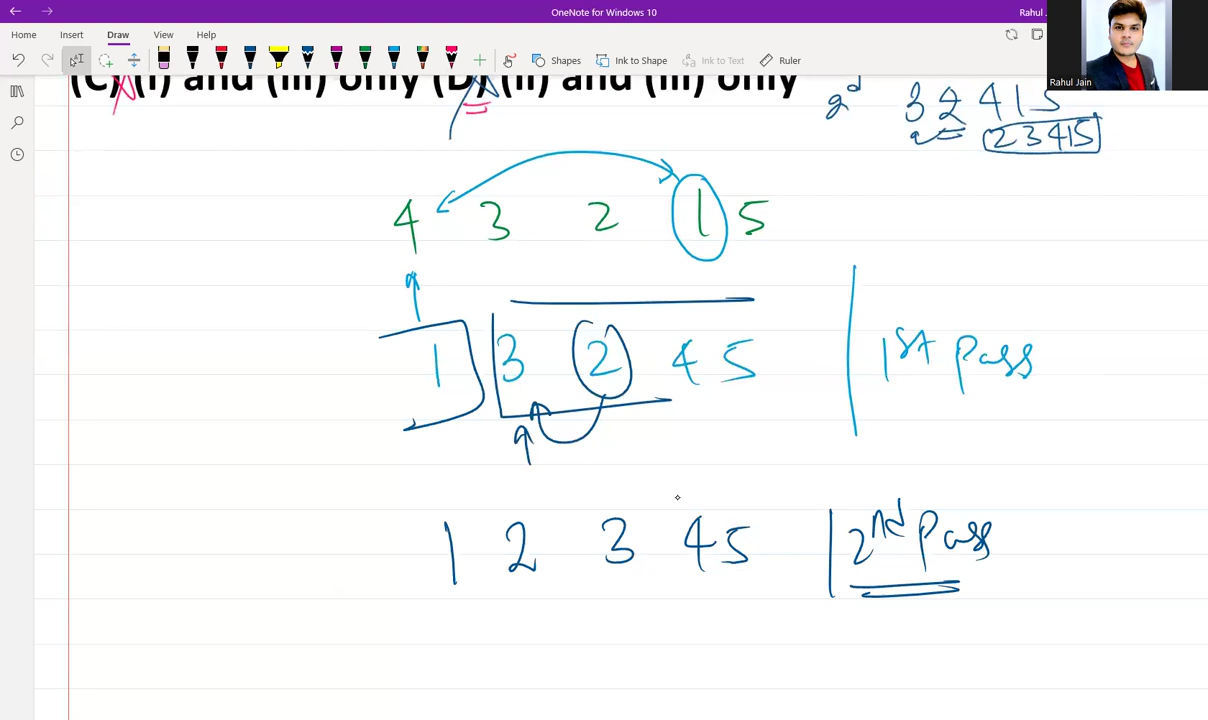 OneNote for Windows 10
Rahul J
Home Insert Draw View Help
Shapes Ink to Shape Ink to Text Ruler
Rahul Jain
(C) (I) and (III) only (D) (II) and (III) only
2d 3 2 4 1 5
2 3 4 1 5
4 3 2 1 5
1 3 2 4 5 1st pass
1 2 3 4 5 2nd Pass